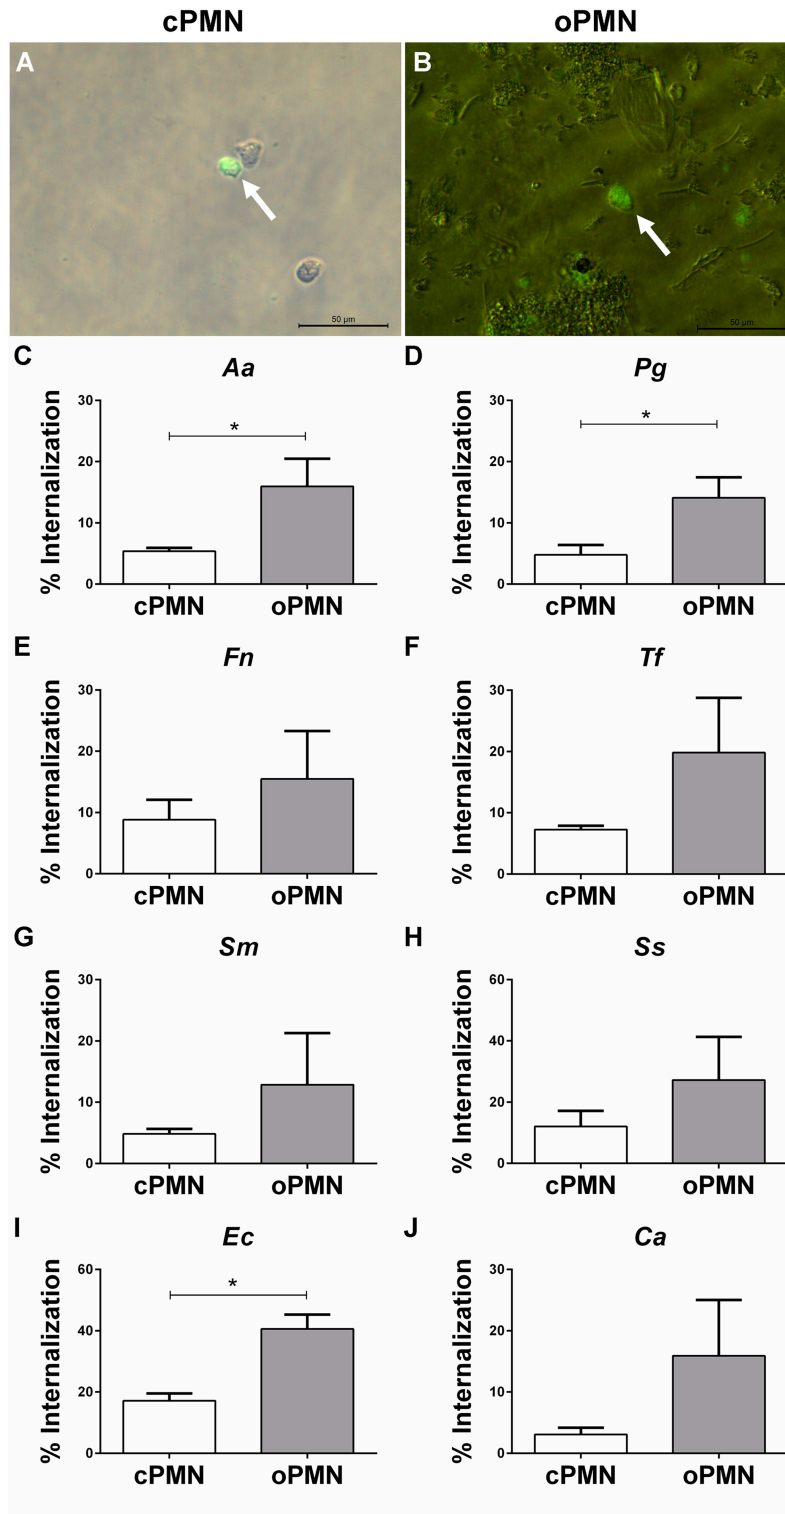 cPMN oPMN
A B
50 µm 50 µm
C Aa
% Internalization
30
20
10
0
*
cPMN oPMN
D Pg
% Internalization
30
20
10
0
*
cPMN oPMN
E Fn
% Internalization
30
20
10
0
cPMN oPMN
F Tf
% Internalization
30
20
10
0
cPMN oPMN
G Sm
% Internalization
30
20
10
0
cPMN oPMN
H Ss
% Internalization
60
40
20
0
cPMN oPMN
I Ec
% Internalization
60
40
20
0
*
cPMN oPMN
J Ca
% Internalization
30
20
10
0
cPMN oPMN